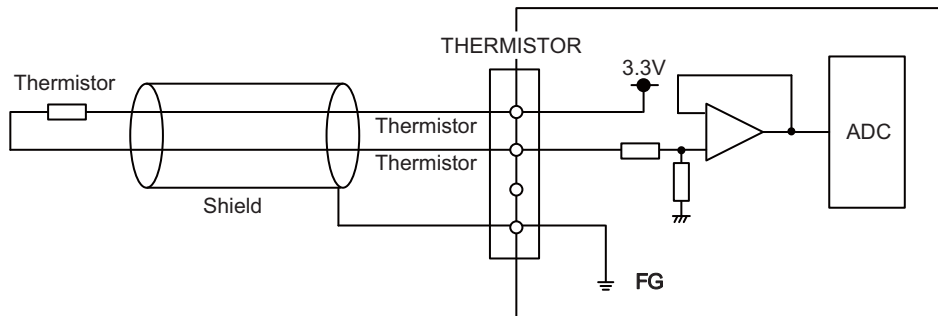 THERMISTOR
3.3V
Thermistor
Thermistor
ADC
Thermistor
Shield
FG